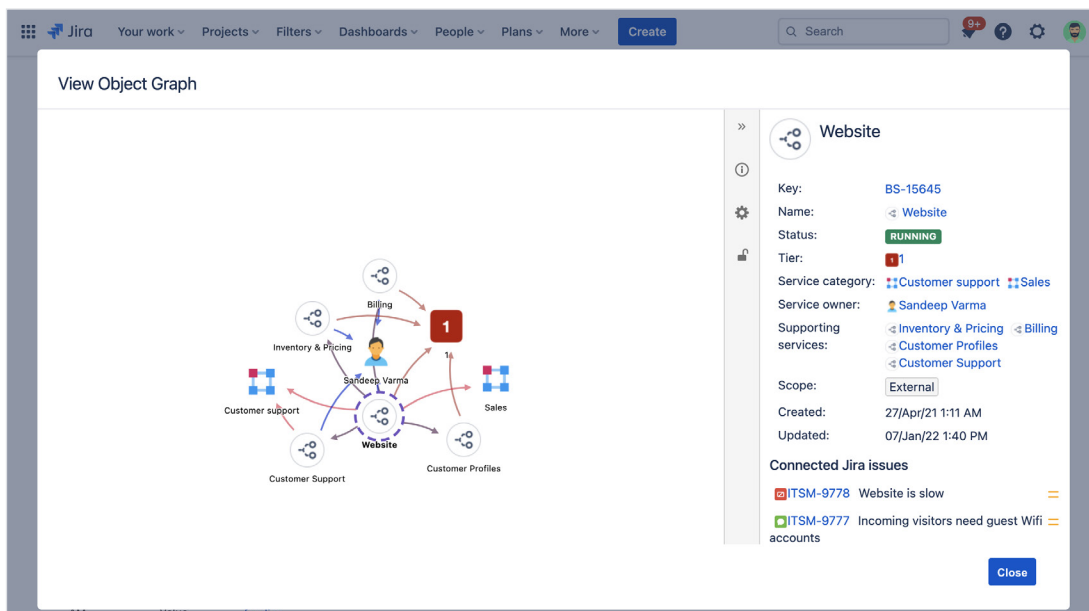 Jira Your work Projects Filters Dashboards People Plans More Create Search 9+
View Object Graph
Billing
Inventory & Pricing
1
1
Sandeep Varma
Customer support
Sales
Website
Customer Support
Customer Profiles
Website
Key: BS-15645
Name: Website
Status: RUNNING
Tier: 1 1
Service category: Customer support Sales
Service owner: Sandeep Varma
Supporting services: Inventory & Pricing Billing
Customer Profiles
Customer Support
Scope: External
Created: 27/Apr/21 1:11 AM
Updated: 07/Jan/22 1:40 PM
Connected Jira issues
ITSM-9778 Website is slow
ITSM-9777 Incoming visitors need guest Wifi
accounts
Close